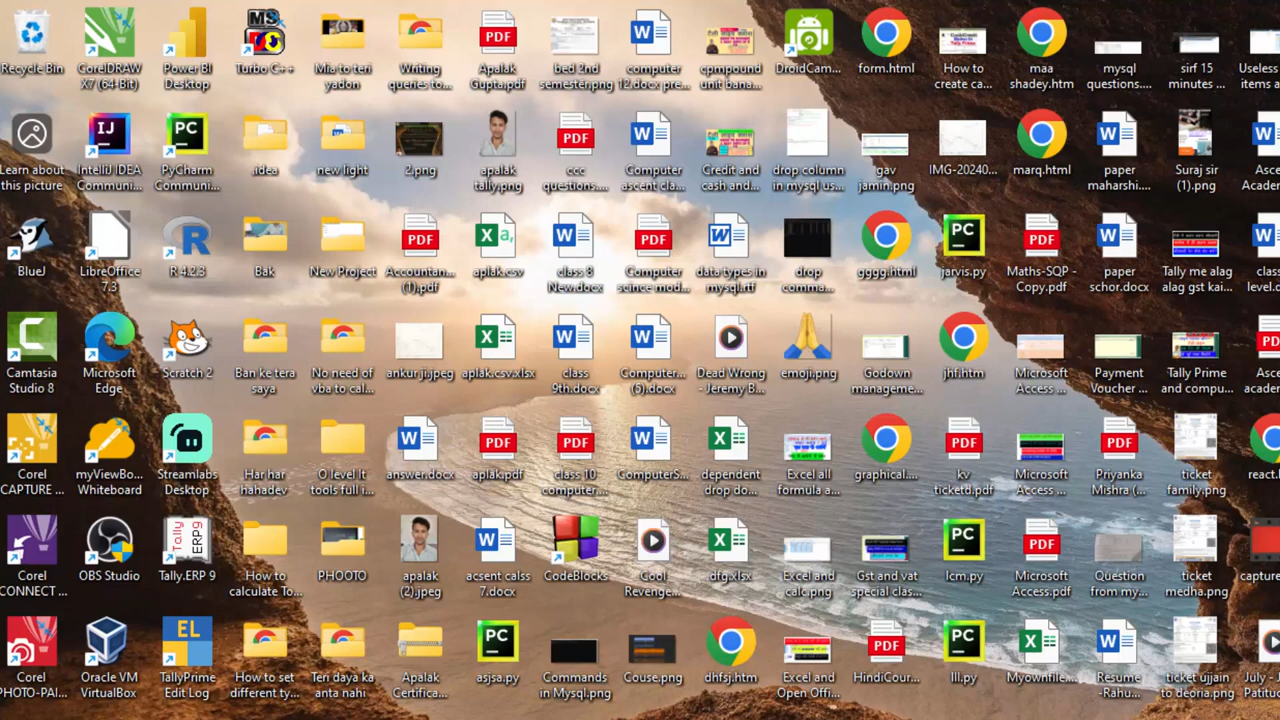 Recycle Bin
CorelDRAW
X7 (64-Bit)
Power BI
Desktop
Turbo C++
Mia to teri
yadon
Writing
queries to...
Apalak
Gupta.pdf
bed 2nd
semester.png
computer
12.docx pre...
cpmpound
unit bana...
DroidCam...
form.html
How to
create ca...
maa
shadey.htm
mysql
questions....
sirf 15
minutes ...
Useless
items a
Learn about
this picture
IntelliJ IDEA
Communi...
PyCharm
Communi...
idea
new light
2.png
apalak
tally.png
ccc
questions....
Computer
ascent cla...
Credit and
cash and...
drop column
in mysql us...
gav
jamin.png
IMG-20240...
marq.html
paper
maharshi....
Suraj sir
(1).png
Asce
Acade
BlueJ
LibreOffice
7.3
R 4.2.3
Bak
New Project
Accountan...
(1).pdf
aplak.csv
class 8
New.docx
Computer
scince mod...
data types in
mysql.rtf
drop
comma...
gggg.html
jarvis.py
Maths-SQP -
Copy.pdf
paper
schor.docx
Tally me alag
alag gst kai...
class
level.d
Camtasia
Studio 8
Microsoft
Edge
Scratch 2
Ban ke tera
saya
No need of
vba to cal...
ankur ji.jpeg
aplak.csv.xlsx
class
9th.docx
Computer...
(5).docx
Dead Wrong
- Jeremy B...
emoji.png
Godown
manageme...
jhf.html
Microsoft
Access ...
Payment
Voucher ...
Tally Prime
and compu...
Asce
acade
Corel
CAPTURE ...
myViewBo...
Whiteboard
Streamlabs
Desktop
Har har
hahadev
O level It
tools full i...
answer.docx
aplak.pdf
class 10
computer...
ComputerS...
dependent
drop do...
Excel all
formula a...
graphical....
kv
ticketd.pdf
Microsoft
Access ...
Priyanka
Mishra (...
ticket
family.png
react.
Corel
CONNECT ...
OBS Studio
Tally.ERP 9
How to
calculate To...
PHOOTO
apalak
(2).jpeg
acsent calss
7.docx
CodeBlocks
Cool
Revenge...
dfg.xlsx
Excel and
calc.png
Gst and vat
special clas...
lcm.py
Microsoft
Access.pdf
Question
from my...
ticket
medha.png
capture
Corel
PHOTO-PAI...
Oracle VM
VirtualBox
TallyPrime
Edit Log
How to set
different ty...
Teri daya ka
anta nahi
Apalak
Certifica...
asjsa.py
Commands
in Mysql.png
Couse.png
dhfsj.htm
Excel and
Open Offi...
HindiCour...
lll.py
Myownfile....
Resume
-Rahu...
ticket ujjain
to deoria.png
July - J
Patituc